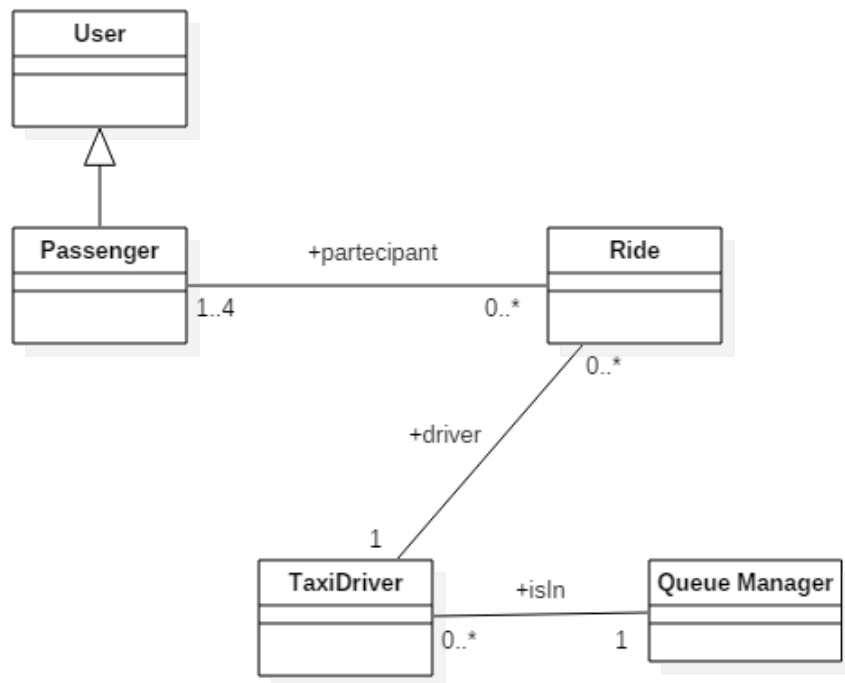 User
Passenger
+partecipant
Ride
1..4
0..*
0..*
+driver
1
TaxiDriver
+isIn
Queue Manager
0..*
1